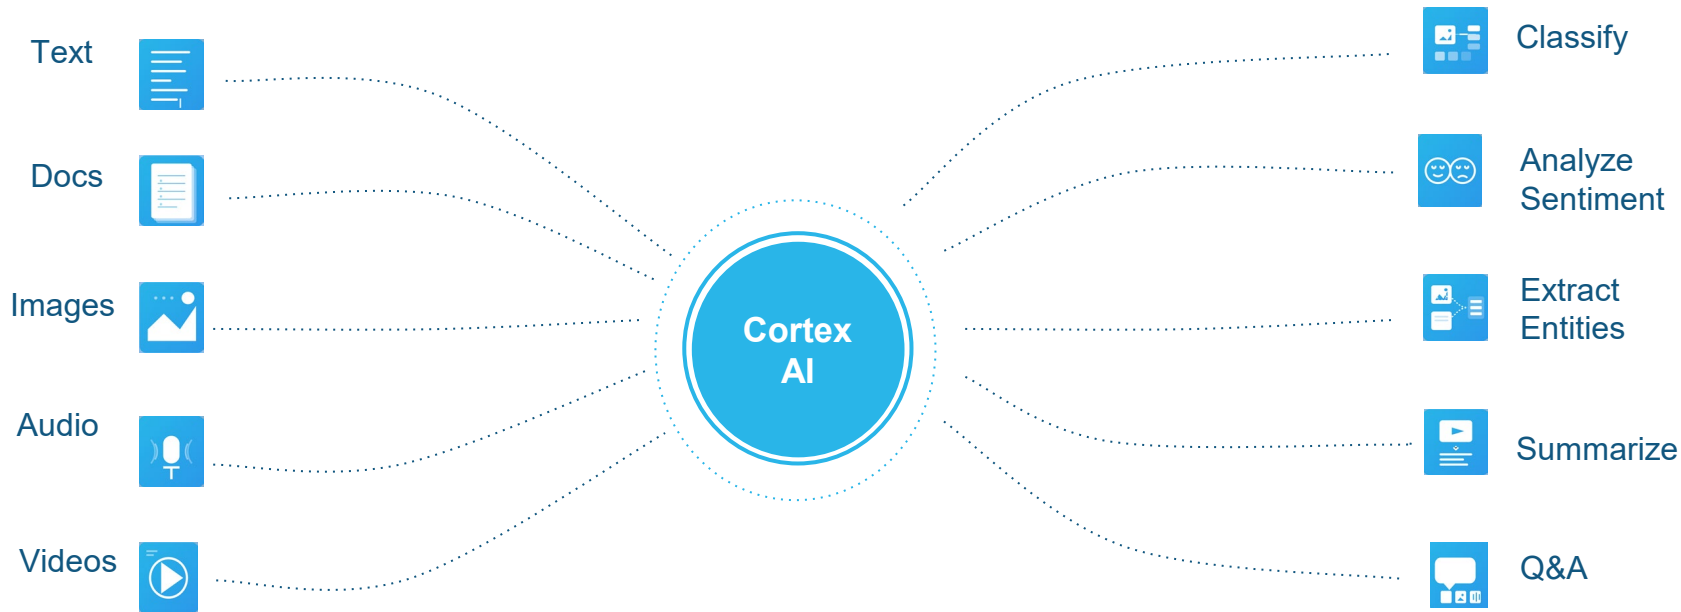 Text
Docs
Images
Audio
Videos
Cortex
AI
Classify
Analyze
Sentiment
Extract
Entities
Summarize
Q&A